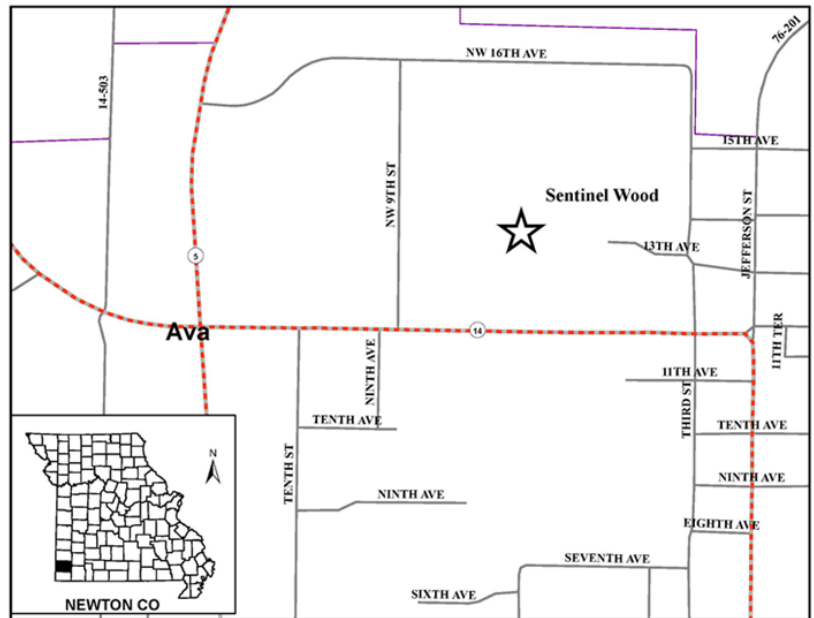 76-201
NW 16TH AVE
14-503
15TH AVE
NW 9TH ST
Sentinel Wood
JEFFERSON ST
13TH AVE
5
14
Ava
11TH TER
NINTH AVE
11TH AVE
THIRD ST
TENTH AVE
TENTH AVE
TENTH ST
NINTH AVE
NINTH AVE
EIGHTH AVE
SEVENTH AVE
SIXTH AVE
N
NEWTON CO